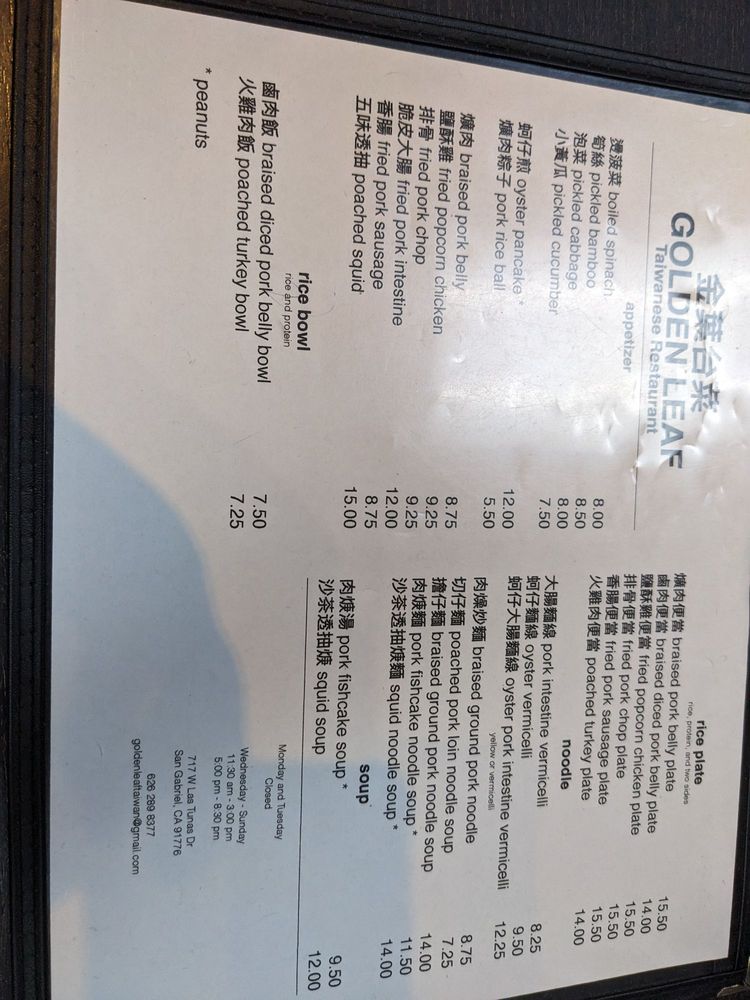 金葉台菜
GOLDEN LEAF
Taiwanese Restaurant
appetizer
燙菠菜 boiled spinach 8.00
筍絲 pickled bamboo 8.50
泡菜 pickled cabbage 8.00
小黃瓜 pickled cucumber 7.50
蚵仔煎 oyster pancake * 12.00
爌肉粽子 pork rice ball 5.50
爌肉 braised pork belly 8.75
鹽酥雞 fried popcorn chicken 9.25
排骨 fried pork chop 9.25
脆皮大腸 fried pork intestine 12.00
香腸 fried pork sausage 8.75
五味透抽 poached squid 15.00
rice bowl
rice and protein
鹵肉飯 braised diced pork belly bowl 7.50
火雞肉飯 poached turkey bowl 7.25
* peanuts
rice plate
rice, protein, and two sides
爌肉便當 braised pork belly plate 15.50
鹵肉便當 braised diced pork belly plate 14.00
鹽酥雞便當 fried popcorn chicken plate 15.50
排骨便當 fried pork chop plate 15.50
香腸便當 fried pork sausage plate 15.50
火雞肉便當 poached turkey plate 14.00
noodle
大腸麵線 pork intestine vermicelli 8.25
蚵仔麵線 oyster vermicelli 9.50
蚵仔大腸麵線 oyster pork intestine vermicelli 12.25
yellow or vermicelli
肉燥炒麵 braised ground pork noodle 8.75
切仔麵 poached pork loin noodle soup 7.25
擔仔麵 braised ground pork noodle soup 14.00
肉焿麵 pork fishcake noodle soup * 11.50
沙茶透抽焿麵 squid noodle soup * 14.00
soup
肉焿湯 pork fishcake soup * 9.50
沙茶透抽焿 squid soup 12.00
Monday and Tuesday
Closed
Wednesday - Sunday
11:30 am - 3:00 pm
5:00 pm - 8:30 pm
717 W Las Tunas Dr
San Gabriel, CA 91776
626 289 8377
goldenleaftaiwan@gmail.com